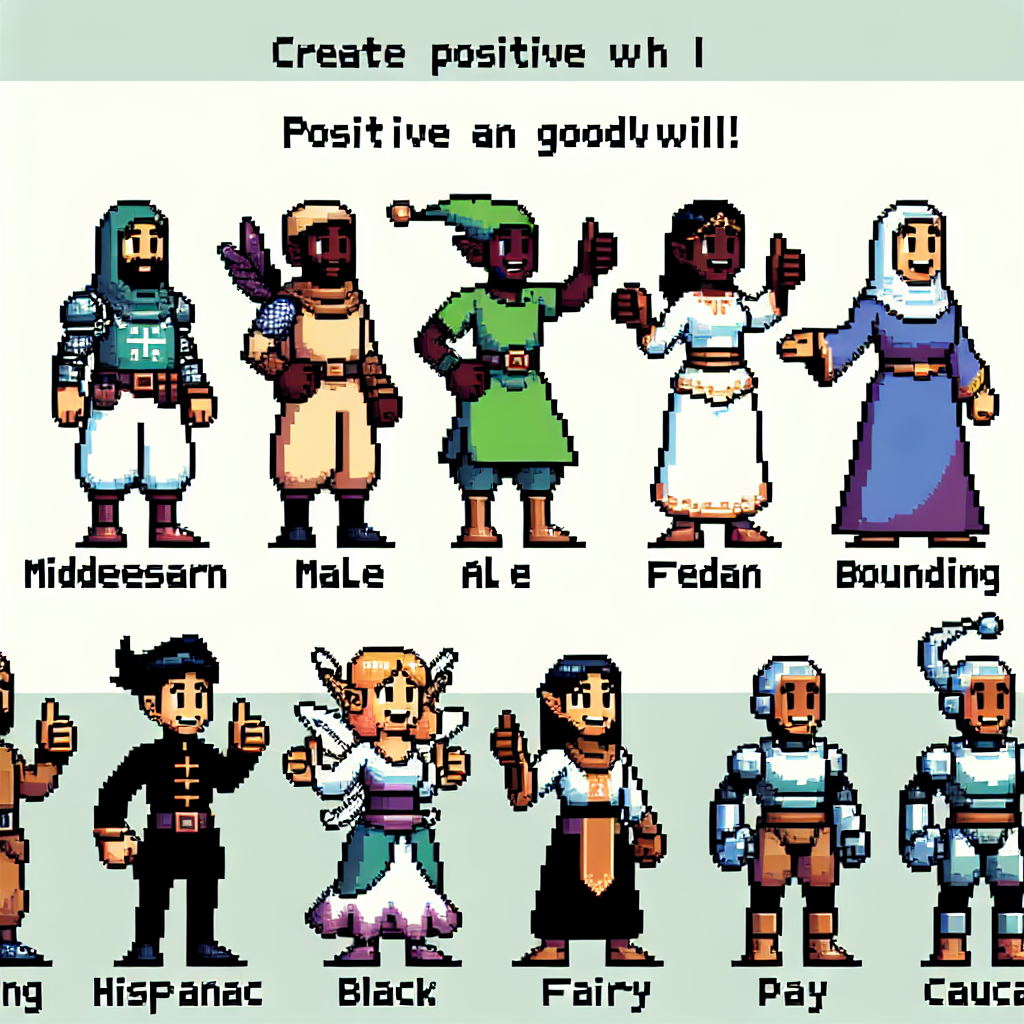 Create positive wh I
Positive an goodwill!
Middeesarn MaLe AL e Fedan Bounding
ng Hispanac Black Fairy Pay Cauca